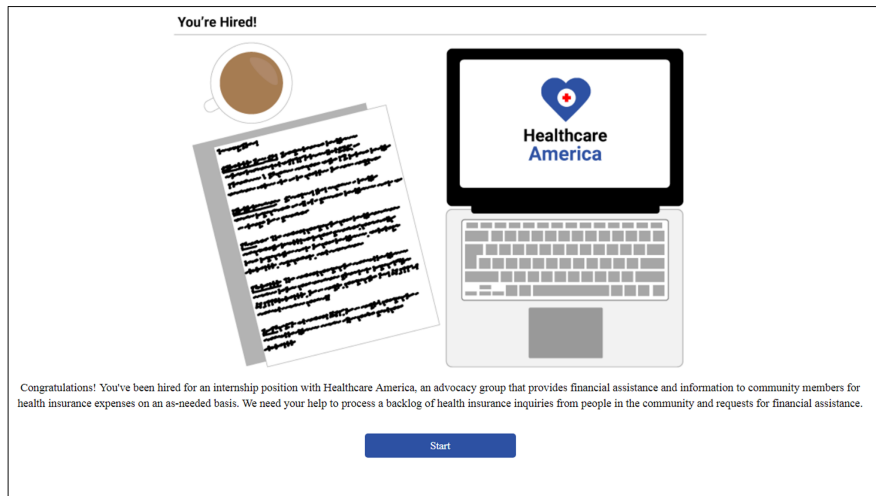 You're Hired!
Healthcare
America
Congratulations! You've been hired for an internship position with Healthcare America, an advocacy group that provides financial assistance and information to community members for
health insurance expenses on an as-needed basis. We need your help to process a backlog of health insurance inquiries from people in the community and requests for financial assistance.
Start